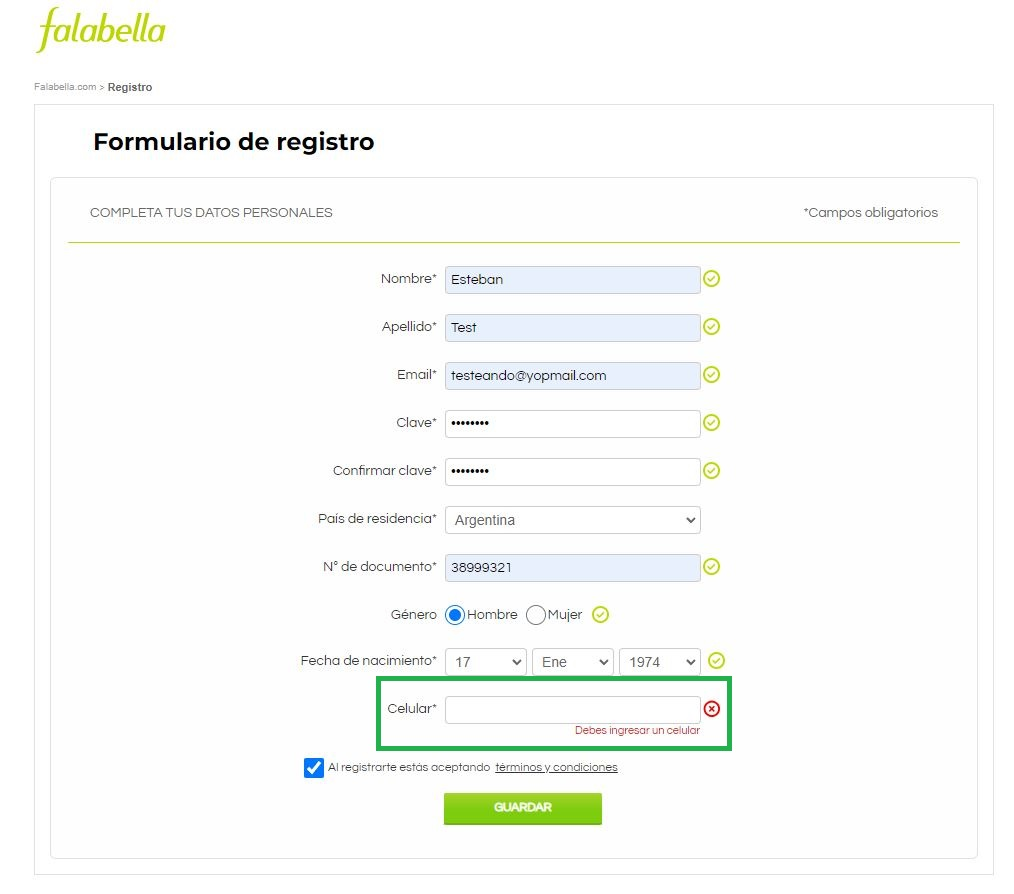 falabella
Falabella.com > Registro
Formulario de registro
COMPLETA TUS DATOS PERSONALES *Campos obligatorios
Nombre* Esteban
Apellido* Test
Email* testeando@yopmail.com
Clave* ••••••••
Confirmar clave* ••••••••
País de residencia* Argentina
N° de documento* 38999321
Género Hombre Mujer
Fecha de nacimiento* 17 Ene 1974
Celular*
Debes ingresar un celular
Al registrarte estás aceptando términos y condiciones
GUARDAR